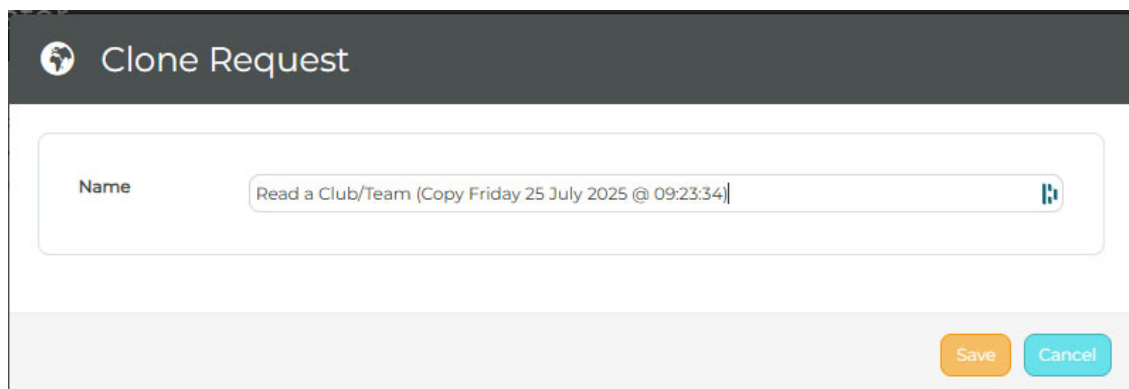 Clone Request
Name
Read a Club/Team (Copy Friday 25 July 2025 @ 09:23:34)
Save
Cancel